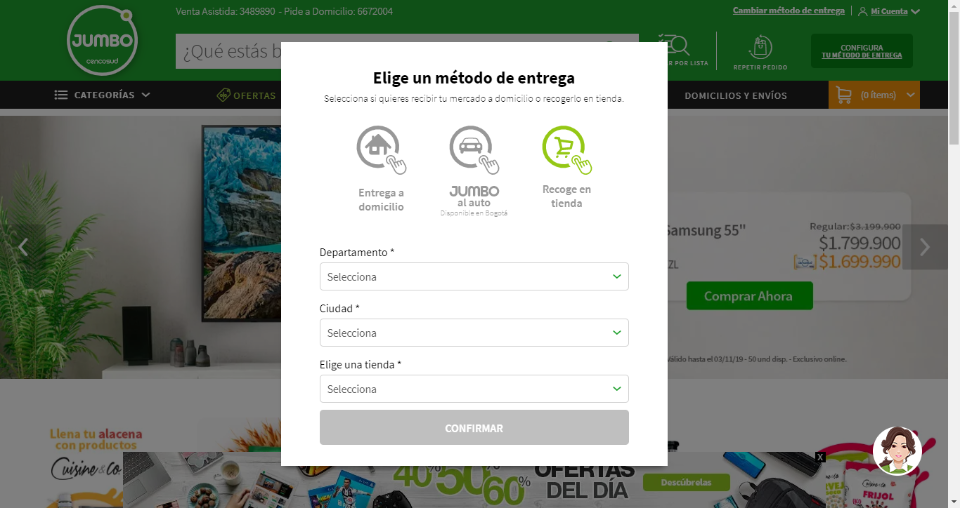 Venta Asistida: 3489890 - Pide a Domicilio: 6672004
Cambiar método de entrega
Mi Cuenta
JUMBO
cencosud
¿Qué estás b
R POR LISTA
REPETIR PEDIDO
CONFIGURA
TU MÉTODO DE ENTREGA
CATEGORÍAS
OFERTAS
DOMICILIOS Y ENVÍOS
(0 ítems)
Elige un método de entrega
Selecciona si quieres recibir tu mercado a domicilio o recogerlo en tienda.
Entrega a
domicilio
JUMBO
al auto
Disponible en Bogotá
Recoge en
tienda
Departamento *
Selecciona
Ciudad *
Selecciona
Elige una tienda *
Selecciona
CONFIRMAR
Samsung 55"
Regular: $3.199.900
$1.799.900
$1.699.990
ZL
Comprar Ahora
álido hasta el 03/11/19 - 50 und disp. - Exclusivo online.
Llena tu alacena
con productos
Cuisine&Co
40% 50% 60%
OFERTAS
DEL DÍA
Descúbrelas
X
FRIJOL